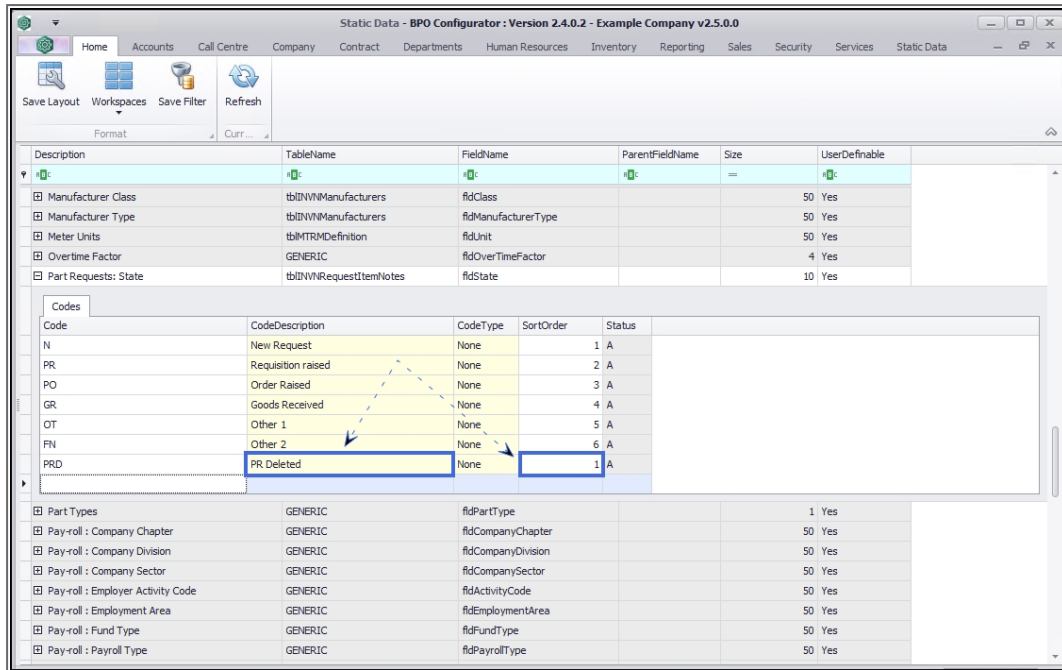 Static Data - BPO Configurator : Version 2.4.0.2 - Example Company v2.5.0.0
Home Accounts Call Centre Company Contract Departments Human Resources Inventory Reporting Sales Security Services Static Data
Save Layout Workspaces Save Filter Refresh
Format Curr...
Description TableName FieldName ParentFieldName Size UserDefinable
=
Manufacturer Class tblINVNManufacturers fldClass 50 Yes
Manufacturer Type tblINVNManufacturers fldManufacturerType 50 Yes
Meter Units tblMTRMDefinition fldUnit 50 Yes
Overtime Factor GENERIC fldOverTimeFactor 4 Yes
Part Requests: State tblINVNRequestItemNotes fldState 10 Yes
Codes
Code CodeDescription CodeType SortOrder Status
N New Request None 1 A
PR Requisition raised None 2 A
PO Order Raised None 3 A
GR Goods Received None 4 A
OT Other 1 None 5 A
FN Other 2 None 6 A
PRD PR Deleted None 1 A
Part Types GENERIC fldPartType 1 Yes
Pay-roll : Company Chapter GENERIC fldCompanyChapter 50 Yes
Pay-roll : Company Division GENERIC fldCompanyDivision 50 Yes
Pay-roll : Company Sector GENERIC fldCompanySector 50 Yes
Pay-roll : Employer Activity Code GENERIC fldActivityCode 50 Yes
Pay-roll : Employment Area GENERIC fldEmploymentArea 50 Yes
Pay-roll : Fund Type GENERIC fldFundType 50 Yes
Pay-roll : Payroll Type GENERIC fldPayrollType 50 Yes